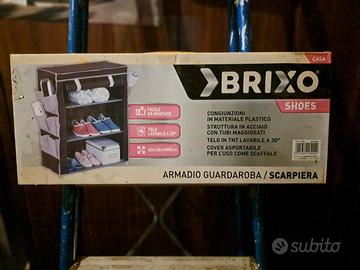 CASA
BRIXO
SHOES
FACILE
DA MONTARE
TELO
LAVABILE A 30°
60x30x90cm
CONGIUNZIONI
IN MATERIALE PLASTICO
STRUTTURA IN ACCIAIO
CON TUBI MAGGIORATI
TELO IN TNT LAVABILE A 30°
COVER ASPORTABILE
PER L'USO COME SCAFFALE
ARMADIO GUARDAROBA / SCARPIERA
subito